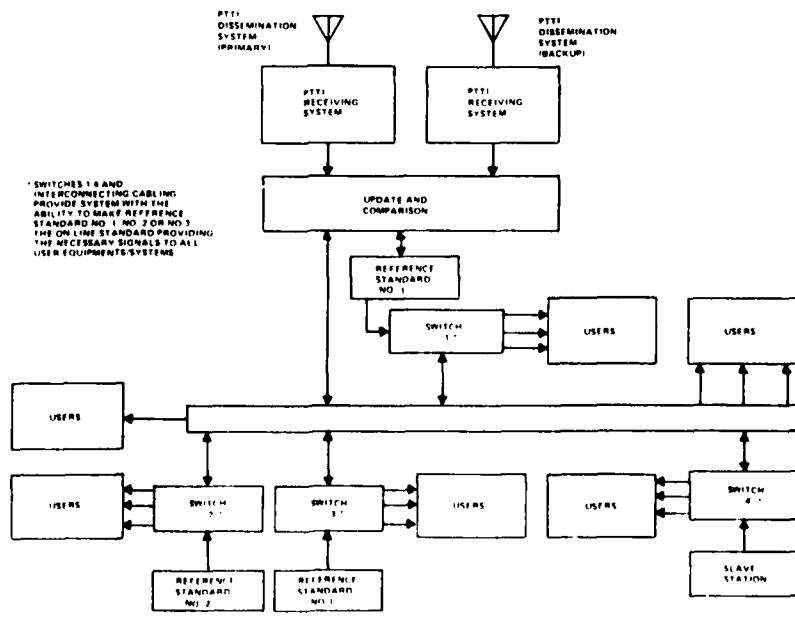 PTTI
DISSEMINATION
SYSTEM
(PRIMARY)
PTTI
DISSEMINATION
SYSTEM
(BACKUP)
PTTI
RECEIVING
SYSTEM
PTTI
RECEIVING
SYSTEM
* SWITCHES 1-4 AND
INTERCONNECTING CABLING
PROVIDE SYSTEM WITH THE
ABILITY TO MAKE REFERENCE
STANDARD NO. 1, NO. 2 OR NO. 3
THE ON LINE STANDARD PROVIDING
THE NECESSARY SIGNALS TO ALL
USER EQUIPMENTS/SYSTEMS
UPDATE AND
COMPARISON
REFERENCE
STANDARD
NO. 1
SWITCH
1 *
USERS
USERS
USERS
USERS
SWITCH
2 *
SWITCH
3 *
USERS
USERS
SWITCH
4 *
REFERENCE
STANDARD
NO. 2
REFERENCE
STANDARD
NO.
SLAVE
STATION